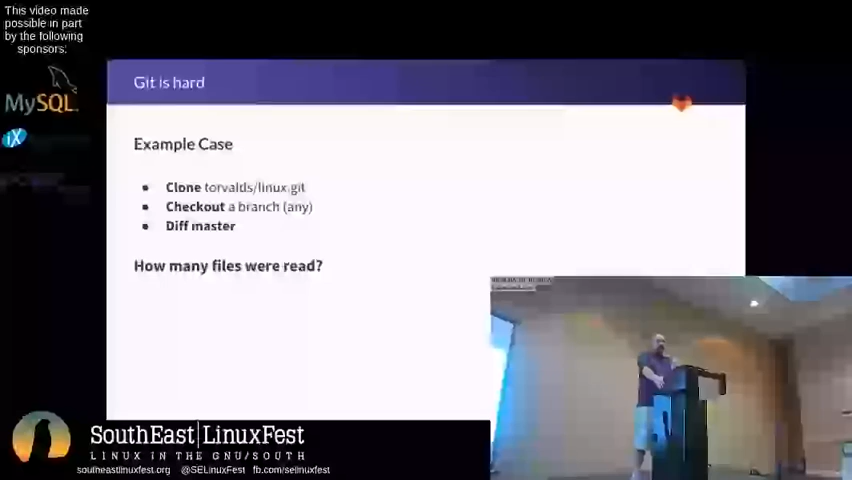 This video made
possible in part
by the following
sponsors:
MySQL
iX
Git is hard
Example Case
Clone torvalds/linux.git
Checkout a branch (any)
Diff master
How many files were read?
SouthEast|LinuxFest
LINUX IN THE GNU/SOUTH
southeastlinuxfest.org @SELinuxFest fb.com/selinuxfest